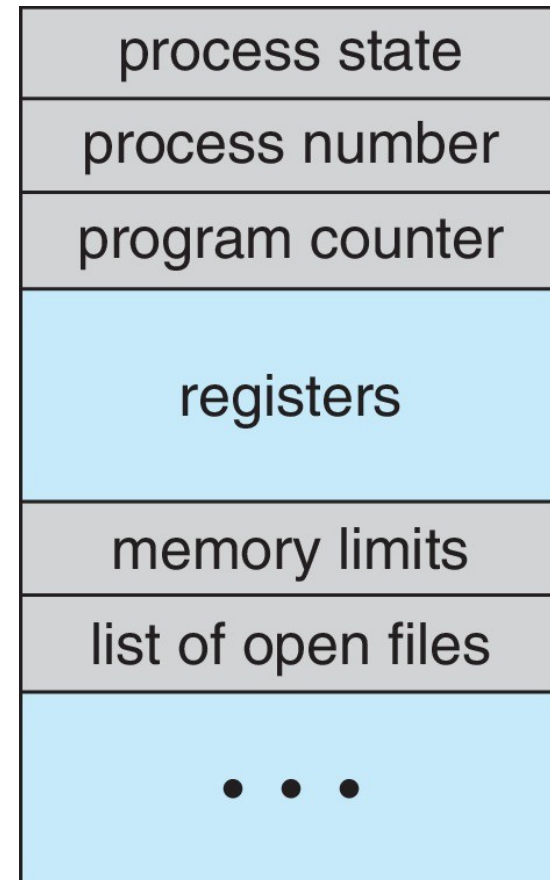 process state
process number
program counter
registers
memory limits
list of open files
• • •